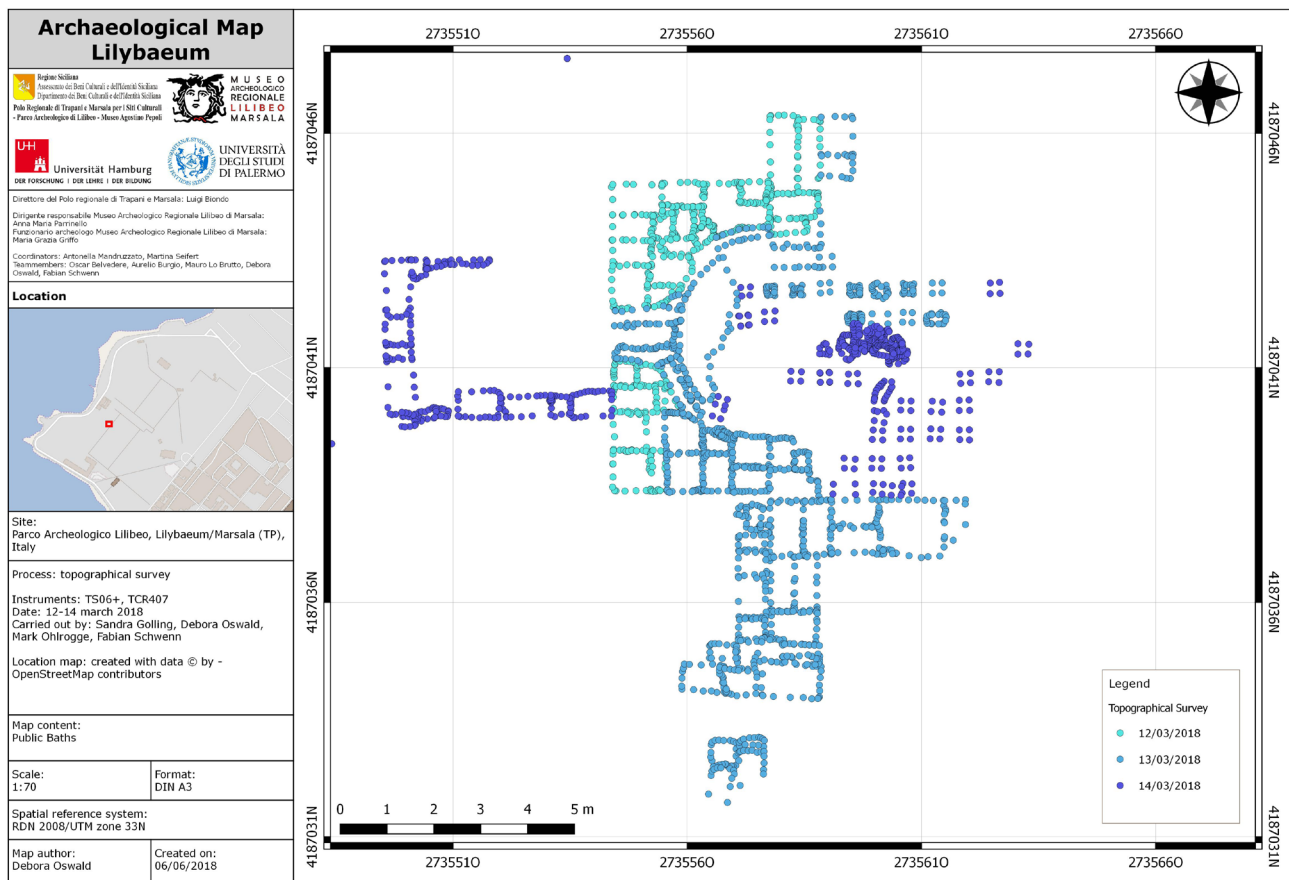 Archaeological Map
Lilybaeum
Regione Siciliana
Assessorato dei Beni Culturali e dell'Identità Siciliana
Dipartimento dei Beni Culturali e dell'Identità Siciliana
Polo Regionale di Trapani e Marsala per i Siti Culturali
- Parco Archeologico di Lilibeo - Museo Agostino Pepoli
MUSEO
ARCHEOLOGICO
REGIONALE
LILIBEO
MARSALA
UH
Universität Hamburg
DER FORSCHUNG | DER LEHRE | DER BILDUNG
UNIVERSITÀ
DEGLI STUDI
DI PALERMO
Direttore del Polo regionale di Trapani e Marsala: Luigi Biondo
Dirigente responsabile Museo Archeologico Regionale Lilibeo di Marsala:
Anna Maria Parrinello
Funzionario archeologo Museo Archeologico Regionale Lilibeo di Marsala:
Maria Grazia Griffo
Coordinators: Antonella Mandruzzato, Martina Seifert
Teammembers: Oscar Belvedere, Aurelio Burgio, Mauro Lo Brutto, Debora
Oswald, Fabian Schwenn
Location
Site:
Parco Archeologico Lilibeo, Lilybaeum/Marsala (TP),
Italy
Process: topographical survey
Instruments: TS06+, TCR407
Date: 12-14 march 2018
Carried out by: Sandra Golling, Debora Oswald,
Mark Ohlrogge, Fabian Schwenn
Location map: created with data © by -
OpenStreetMap contributors
Map content:
Public Baths
Scale:
1:70
Format:
DIN A3
Spatial reference system:
RDN 2008/UTM zone 33N
Map author:
Debora Oswald
Created on:
06/06/2018
273551O
273556O
273561O
273566O
4187046N
4187046N
4187041N
4187041N
4187036N
4187036N
4187031N
4187031N
Legend
Topographical Survey
12/03/2018
13/03/2018
14/03/2018
0 1 2 3 4 5 m
273551O
273556O
273561O
273566O